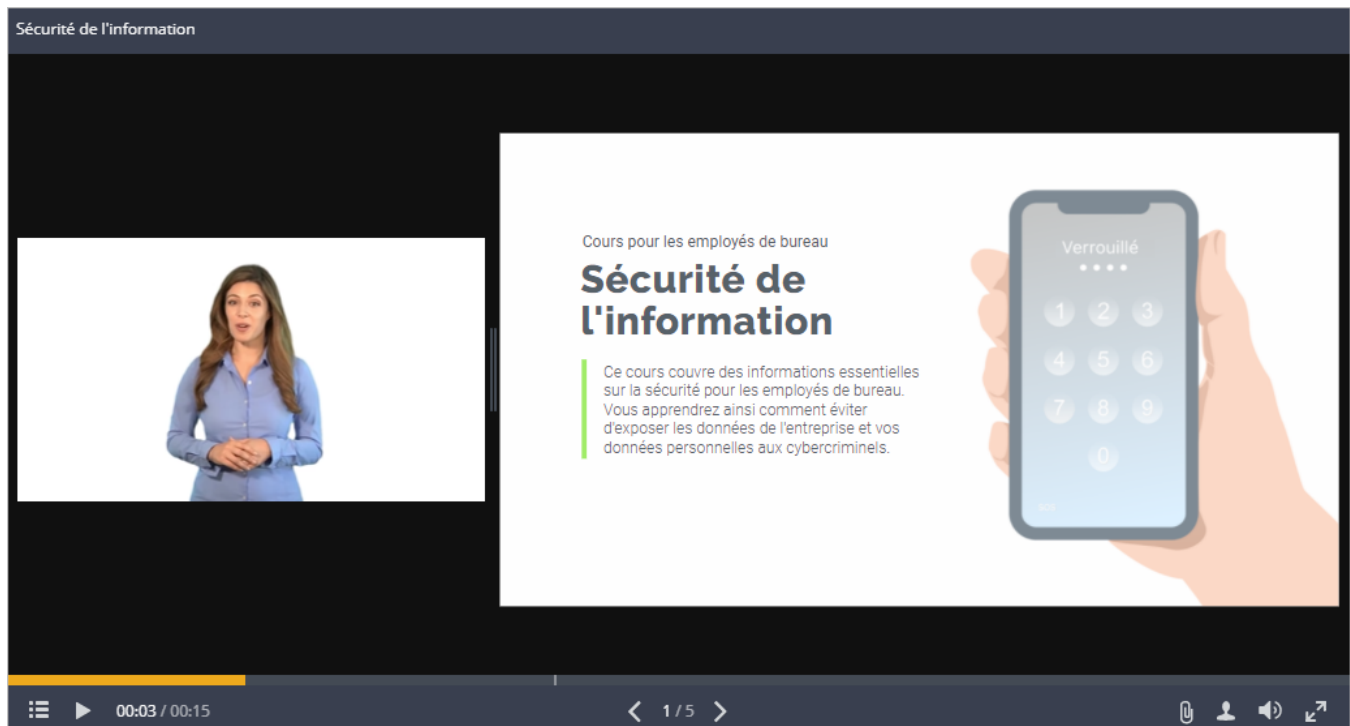 Sécurité de l'information
Cours pour les employés de bureau
Sécurité de
l'information
Ce cours couvre des informations essentielles
sur la sécurité pour les employés de bureau.
Vous apprendrez ainsi comment éviter
d'exposer les données de l'entreprise et vos
données personnelles aux cybercriminels.
Verrouillé
1 2 3
4 5 6
7 8 9
0
SOS
00:03 / 00:15
1 / 5